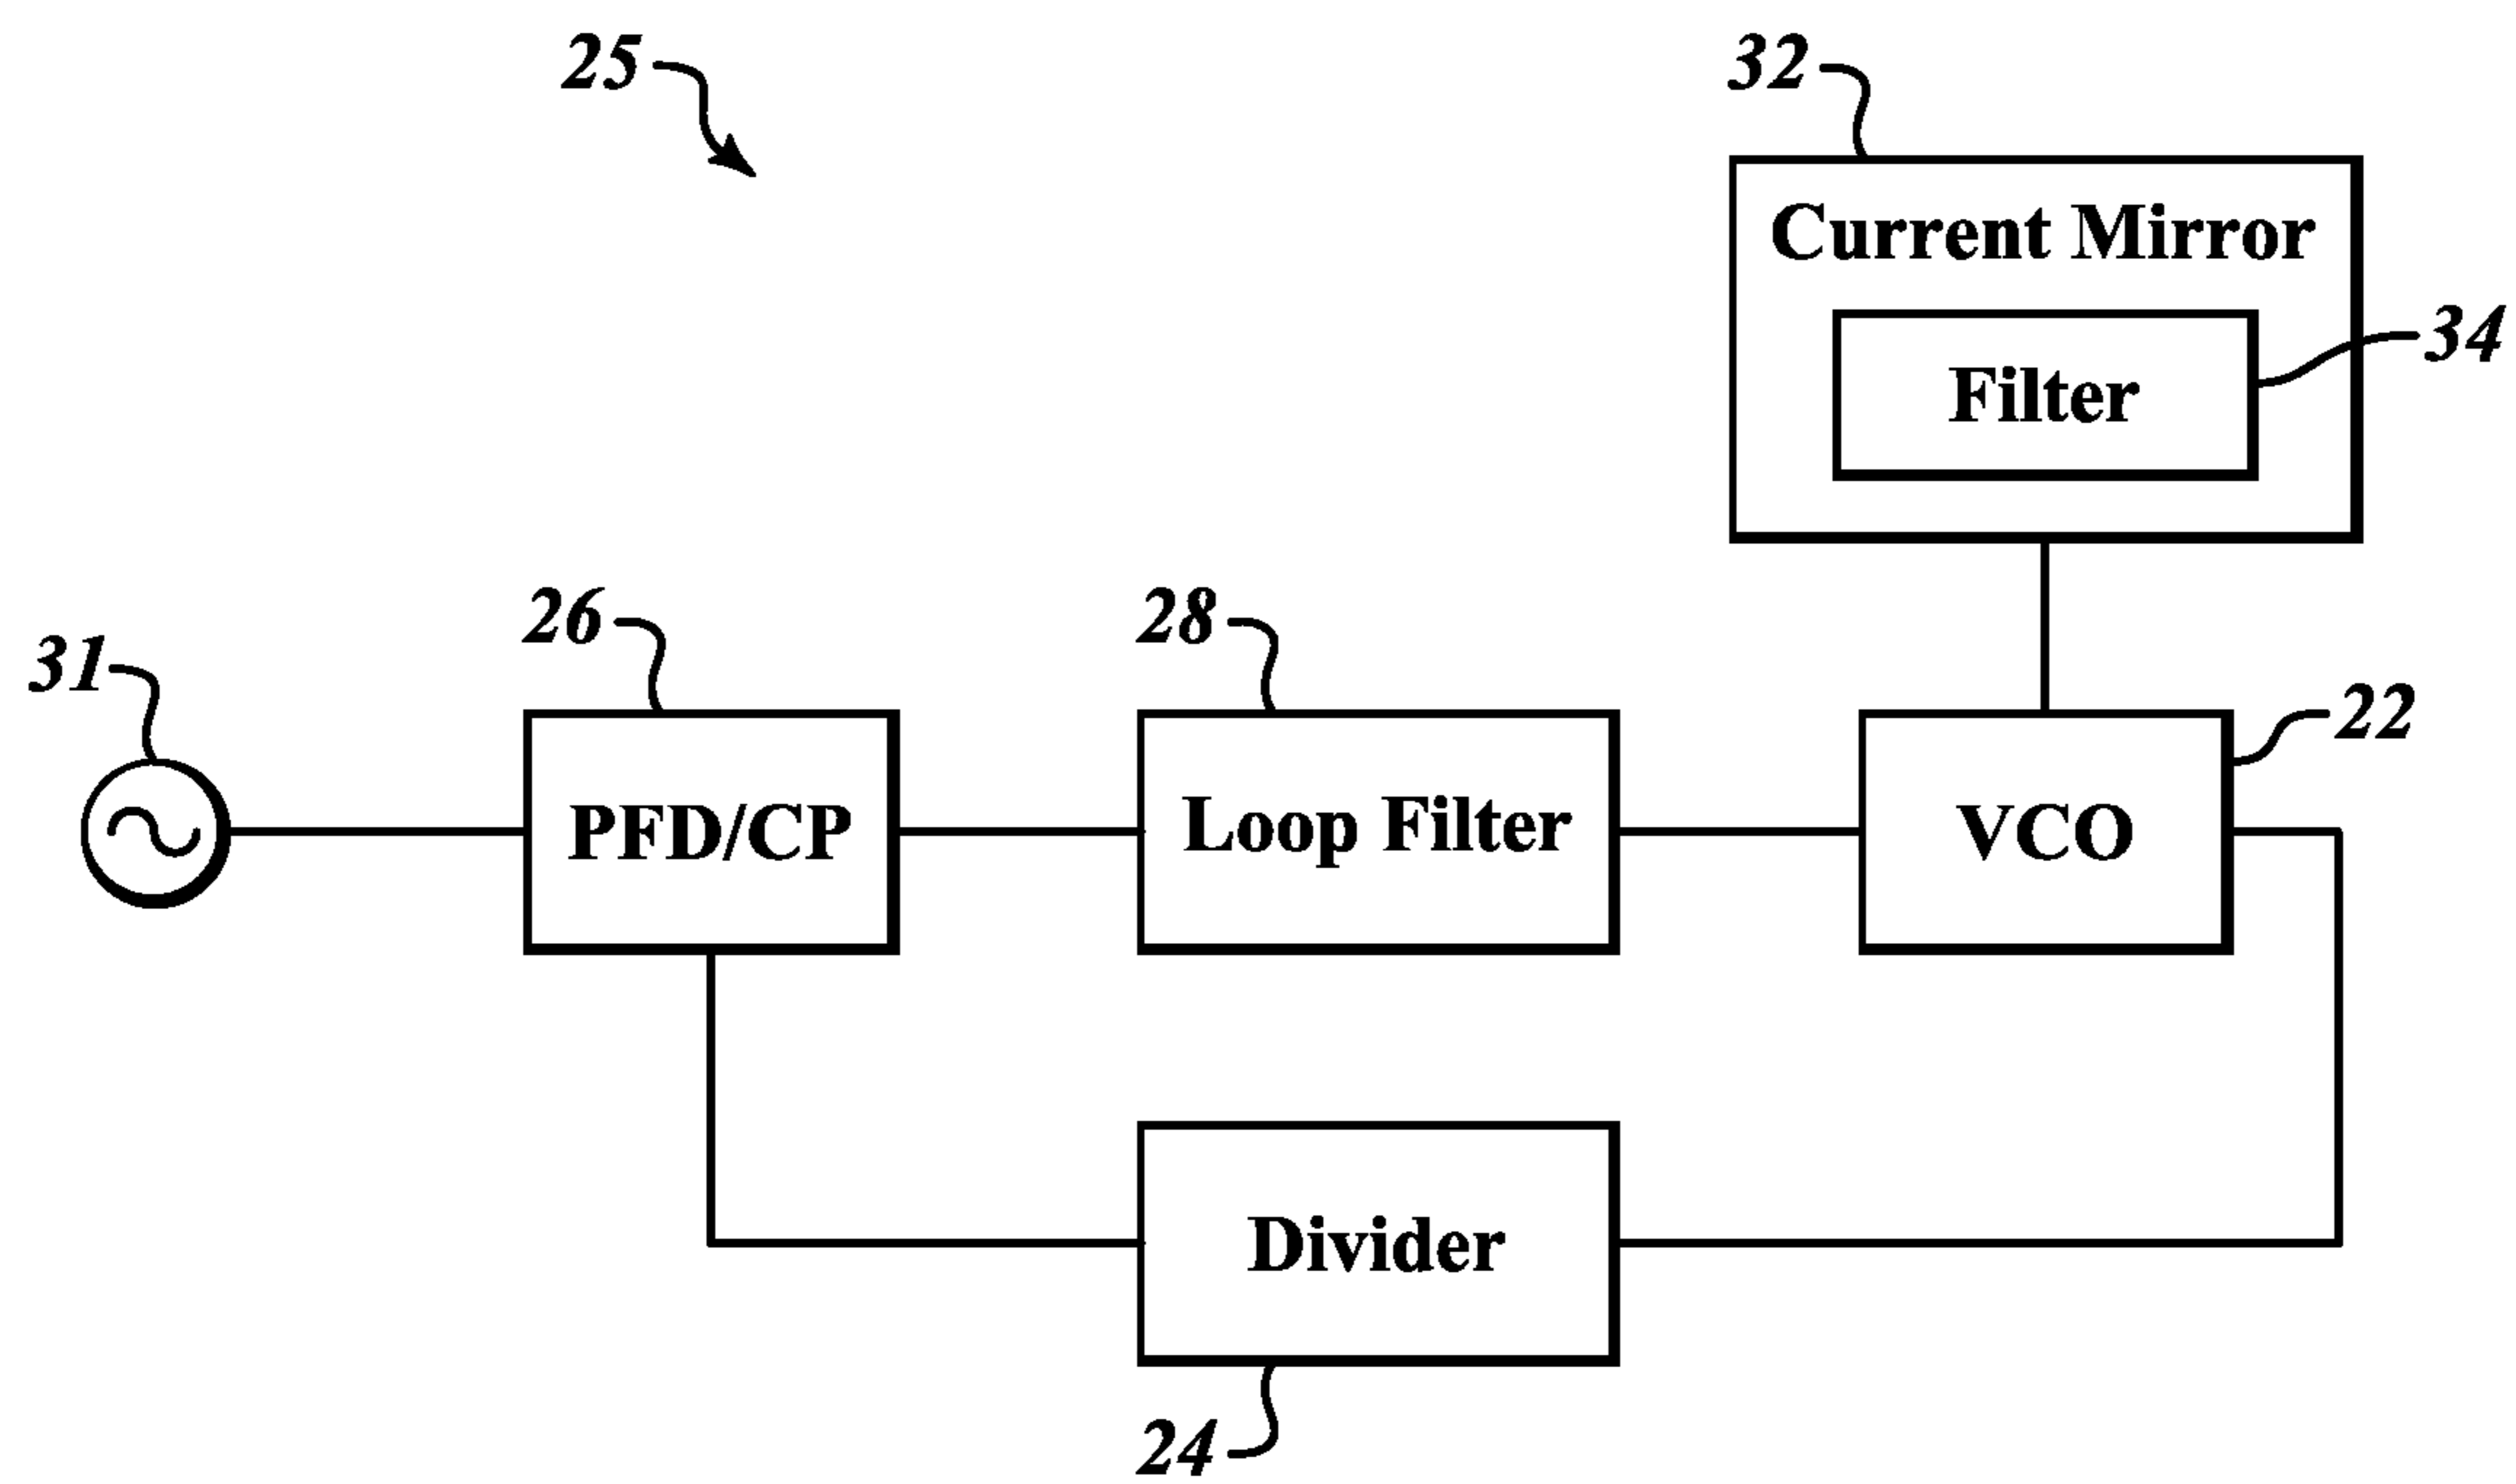 25
32
Current Mirror
34
Filter
26
28
31
22
PFD/CP
Loop Filter
VCO
Divider
24